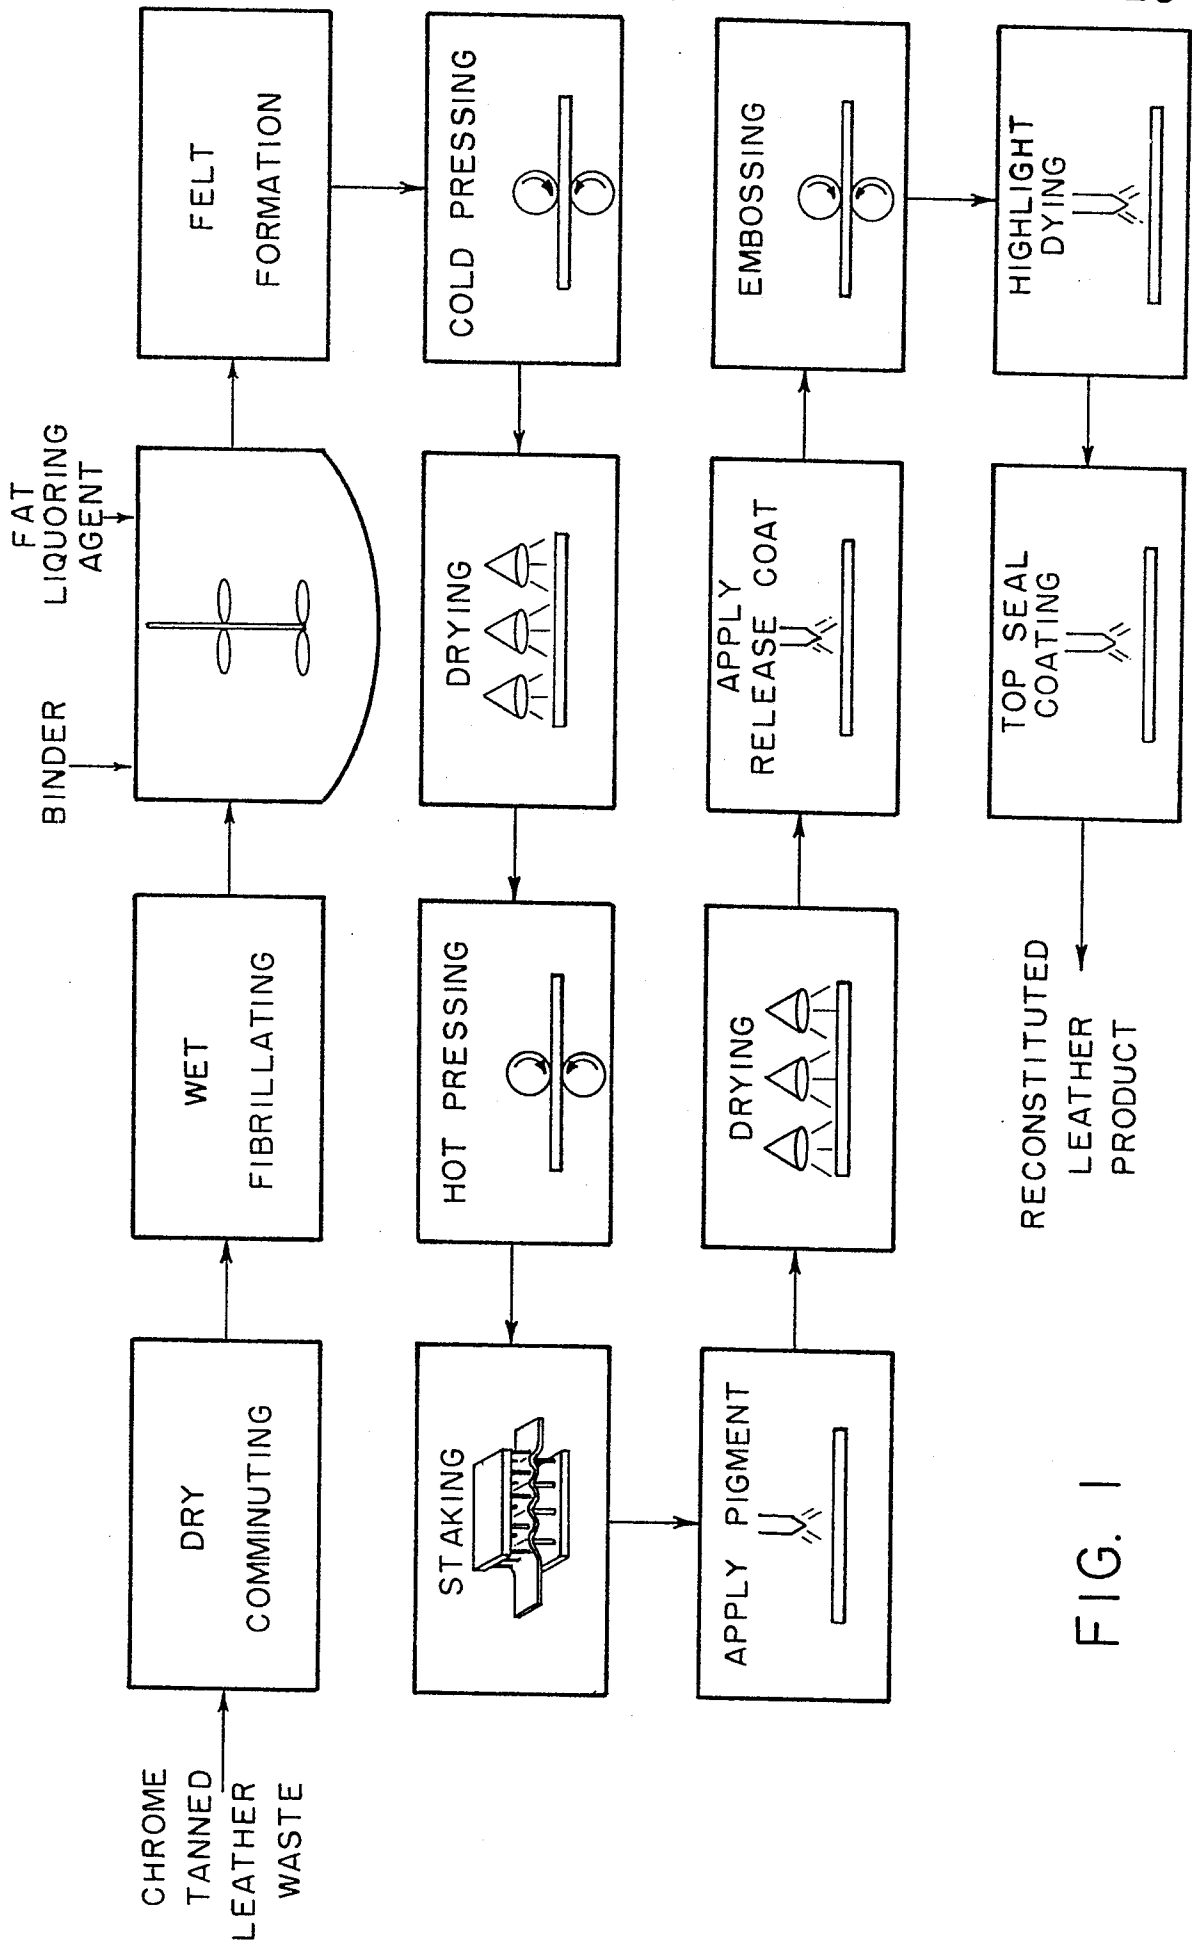 CHROME
TANNED
LEATHER
WASTE
DRY
COMMINUTING
WET
FIBRILLATING
BINDER
FAT
LIQUORING
AGENT
FELT
FORMATION
COLD PRESSING
DRYING
HOT PRESSING
STAKING
APPLY PIGMENT
DRYING
APPLY
RELEASE COAT
EMBOSSING
HIGHLIGHT
DYING
TOP SEAL
COATING
RECONSTITUTED
LEATHER
PRODUCT
FIG. 1